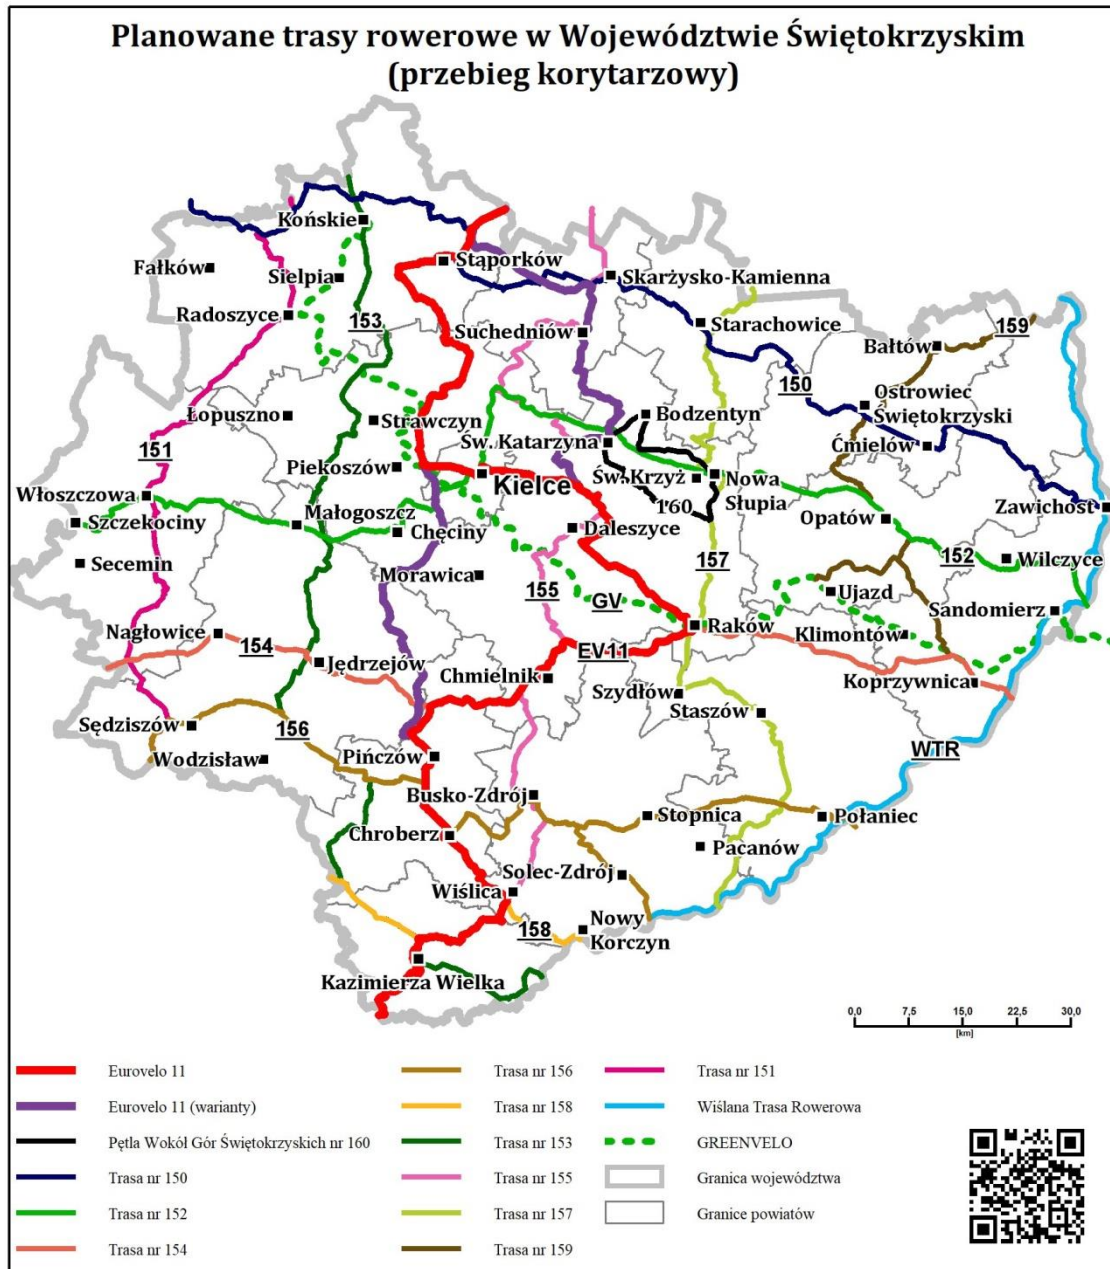 Planowane trasy rowerowe w Województwie Świętokrzyskim
(przebieg korytarzowy)
Końskie
Stąporków
Fałków
Sielpia
Skarżysko-Kamienna
Radoszyce
153
Suchedniów
Starachowice
159
Bałtów
150
Ostrowiec
Świętokrzyski
Łopuszno
Strawczyn
Bodzentyn
Św. Katarzyna
Ćmielów
151
Piekoszów
Kielce
Św. Krzyż
Nowa
Słupia
Włoszczowa
Szczekociny
Małogoszcz
160
Opatów
Zawichost
Chęciny
Daleszyce
152
Wilczyce
Secemin
Morawica
155
157
GV
Ujazd
Sandomierz
Nagłowice
154
Raków
Klimontów
Jędrzejów
EV11
Chmielnik
Szydłów
Koprzywnica
Sędziszów
156
Staszów
Wodzisław
Pińczów
WTR
Busko-Zdrój
Stopnica
Połaniec
Chroberz
Pacanów
Solec-Zdrój
Wiślica
158
Nowy
Korczyn
Kazimierza Wielka
0,0 7,5 15,0 22,5 30,0
[km]
Eurovelo 11
Eurovelo 11 (warianty)
Pętla Wokół Gór Świętokrzyskich nr 160
Trasa nr 150
Trasa nr 152
Trasa nr 154
Trasa nr 156
Trasa nr 158
Trasa nr 153
Trasa nr 155
Trasa nr 157
Trasa nr 159
Trasa nr 151
Wiślana Trasa Rowerowa
GREENVELO
Granica województwa
Granice powiatów